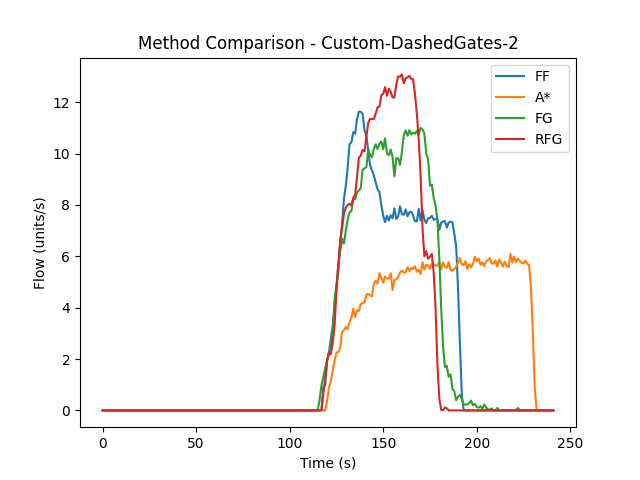 Method Comparison - Custom-DashedGates-2
FF
A*
FG
RFG
12
10
8
6
4
2
0
Flow (units/s)
0 50 100 150 200 250
Time (s)